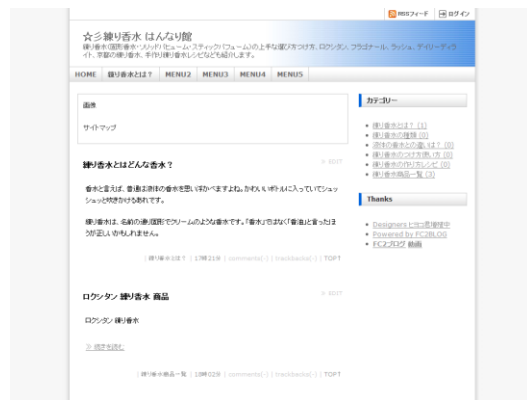 RSSフィード ログイン
☆彡練り香水 はんなり館
練り香水(固形香水・ソリッドパヒューム・スティックパフューム)の上手な選び方つけ方、ロクシタン、フラゴナール、ラッシュ、デイリーディラ
イト、京都の練り香水、手作り練り香水レシピなども紹介します。
HOME 練り香水とは? MENU2 MENU3 MENU4 MENU5
画像
サイトマップ
練り香水とはどんな香水?
≫ EDIT
香水と言えば、普通は液体の香水を思い浮かべますよね。かわいいボトルに入っていてシュッ
シュッと吹きかけるあれです。
練り香水は、名前の通り固形でクリームのような香水です。「香水」ではなく「香油」と言ったほ
うが正しいかもしれません。
| 練り香水とは? | 17時21分 | comments(-) | trackbacks(-) | TOP↑
ロクシタン 練り香水 商品
≫ EDIT
ロクシタン 練り香水
≫ 続きを読む
| 練り香水商品一覧 | 18時02分 | comments(-) | trackbacks(-) | TOP↑
カテゴリー
練り香水とは? (1)
練り香水の種類 (0)
液体の香水との違いは? (0)
練り香水のつけ方使い方 (0)
練り香水の作り方レシピ (0)
練り香水商品一覧 (3)
Thanks
Designers ヒヨコ君増殖中
Powered by FC2BLOG
FC2ブログ 動画